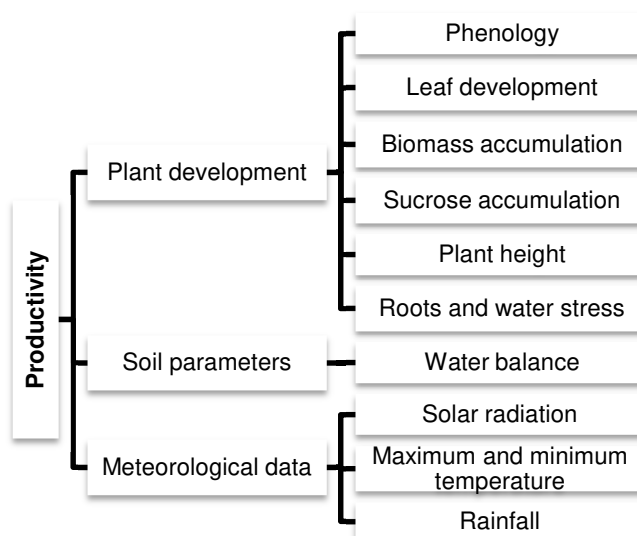 Phenology
Leaf development
Biomass accumulation
Plant development
Sucrose accumulation
Plant height
Roots and water stress
Productivity
Soil parameters
Water balance
Solar radiation
Meteorological data
Maximum and minimum
temperature
Rainfall